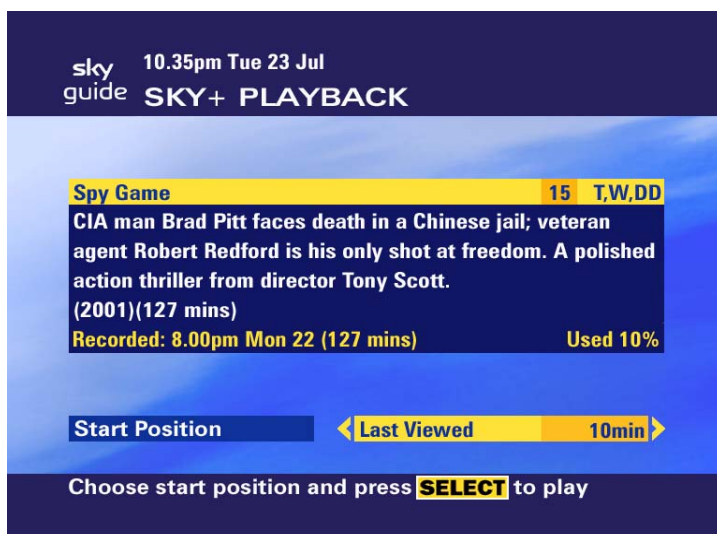 sky 10.35pm Tue 23 Jul
guide SKY+ PLAYBACK
Spy Game 15 T,W,DD
CIA man Brad Pitt faces death in a Chinese jail; veteran
agent Robert Redford is his only shot at freedom. A polished
action thriller from director Tony Scott.
(2001)(127 mins)
Recorded: 8.00pm Mon 22 (127 mins) Used 10%
Start Position Last Viewed 10min
Choose start position and press SELECT to play